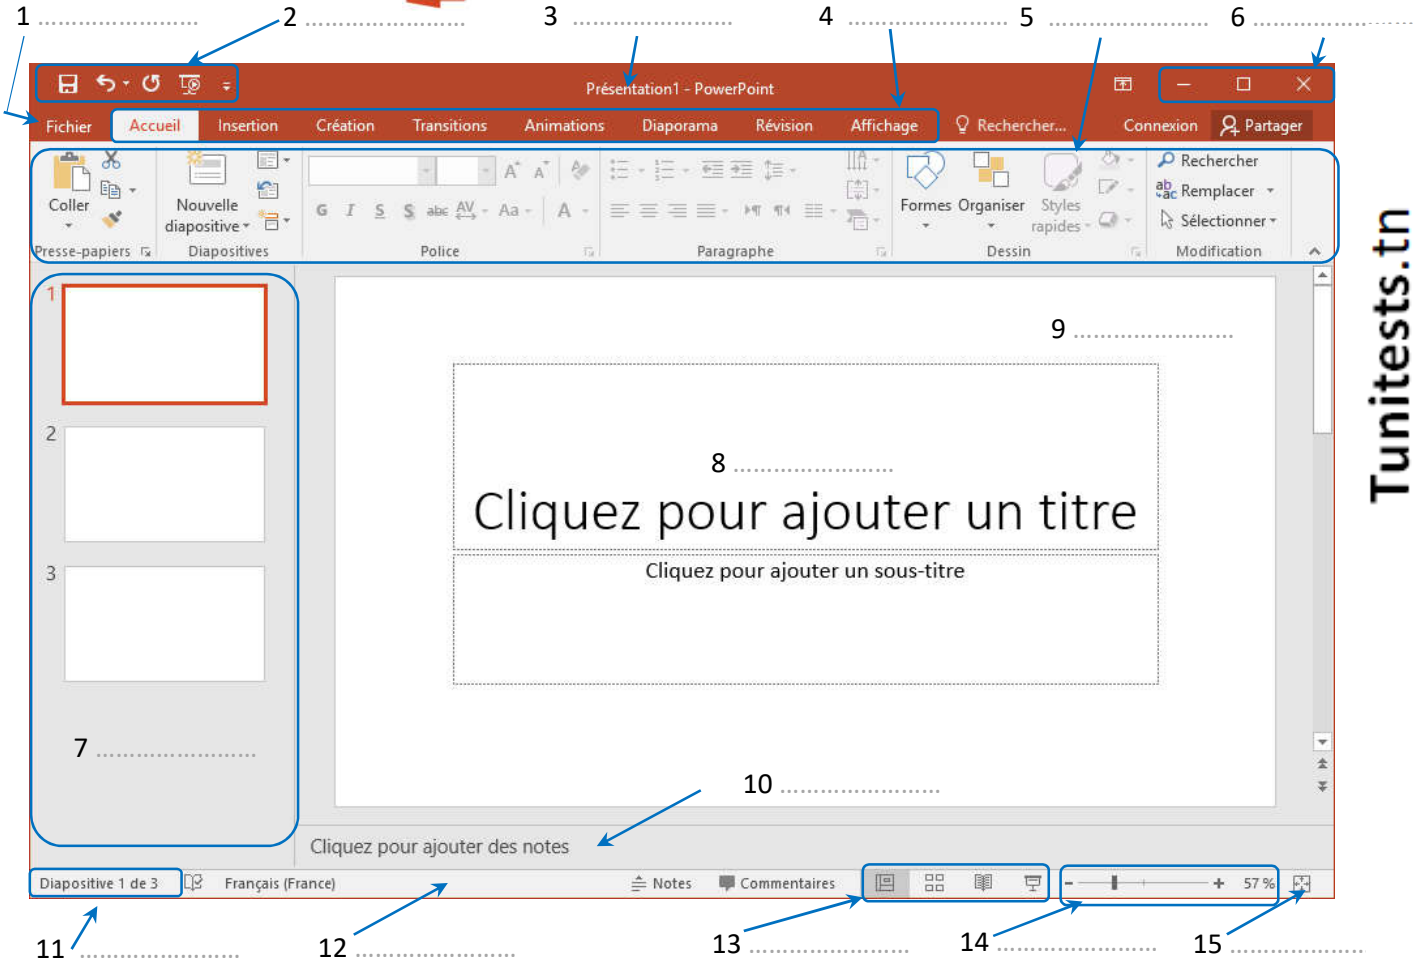 1 ........................
2 ........................
3 ........................
4 ........................
5 ........................
6 ........................
Présentation1 - PowerPoint
Fichier Accueil Insertion Création Transitions Animations Diaporama Révision Affichage Rechercher... Connexion Partager
Coller
Nouvelle
diapositive
G I S S abc AV Aa A
A A
Formes Organiser Styles
rapides
Rechercher
Remplacer
Sélectionner
Presse-papiers Diapositives Police Paragraphe Dessin Modification
1
2
3
7 ........................
9 ........................
8 ........................
Cliquez pour ajouter un titre
Cliquez pour ajouter un sous-titre
10 ........................
Cliquez pour ajouter des notes
Diapositive 1 de 3 Français (France) Notes Commentaires 57 %
11 ........................
12 ........................
13 ........................
14 ........................
15 ....................
Tunitests.tn